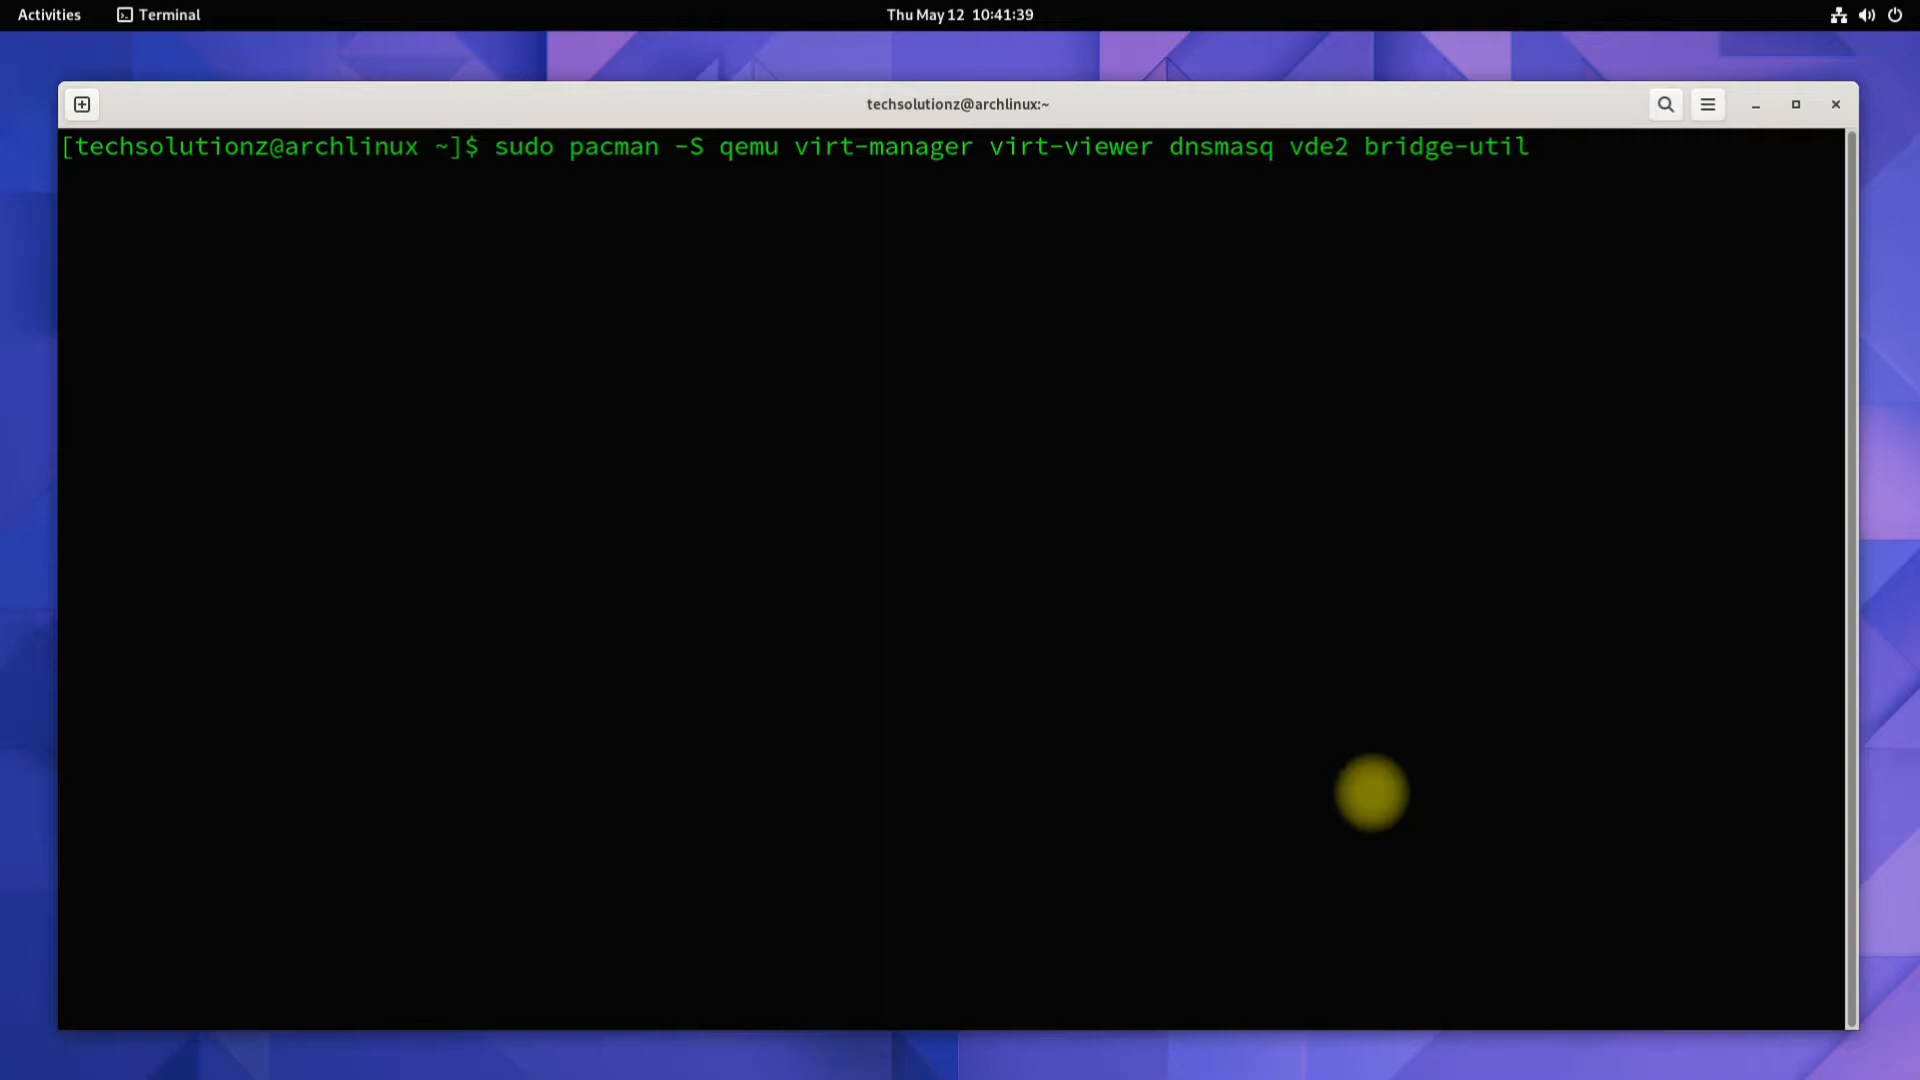 Activities
Terminal
Thu May 12 10:41:39
techsolutionz@archlinux:~
[techsolutionz@archlinux ~]$ sudo pacman -S qemu virt-manager virt-viewer dnsmasq vde2 bridge-util